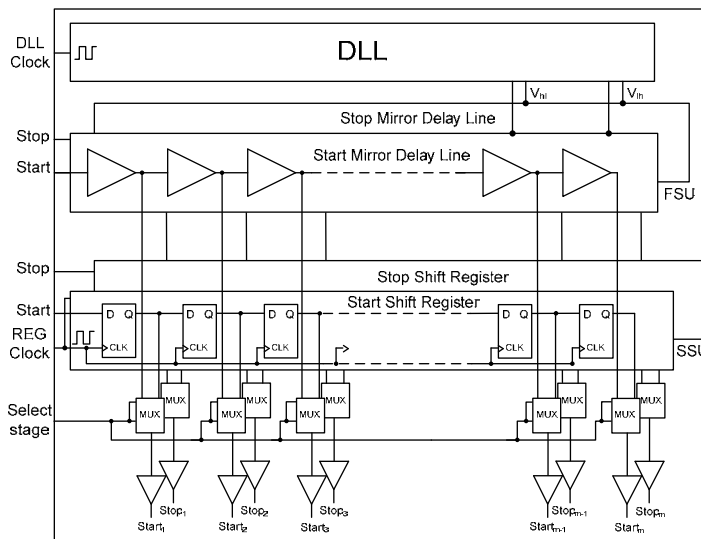 DLL Clock
DLL
Vhl
Vlh
Stop Mirror Delay Line
Stop
Start
Start Mirror Delay Line
FSU
Stop
Stop Shift Register
Start
Start Shift Register
D Q
D Q
D Q
D Q
D Q
REG Clock
CLK
CLK
CLK
CLK
CLK
SSU
Select stage
MUX
MUX
MUX
MUX
MUX
MUX
MUX
MUX
MUX
MUX
Stop1
Stop2
Stop3
Stopm-1
Stopm
Start1
Start2
Start3
Startm-1
Startm